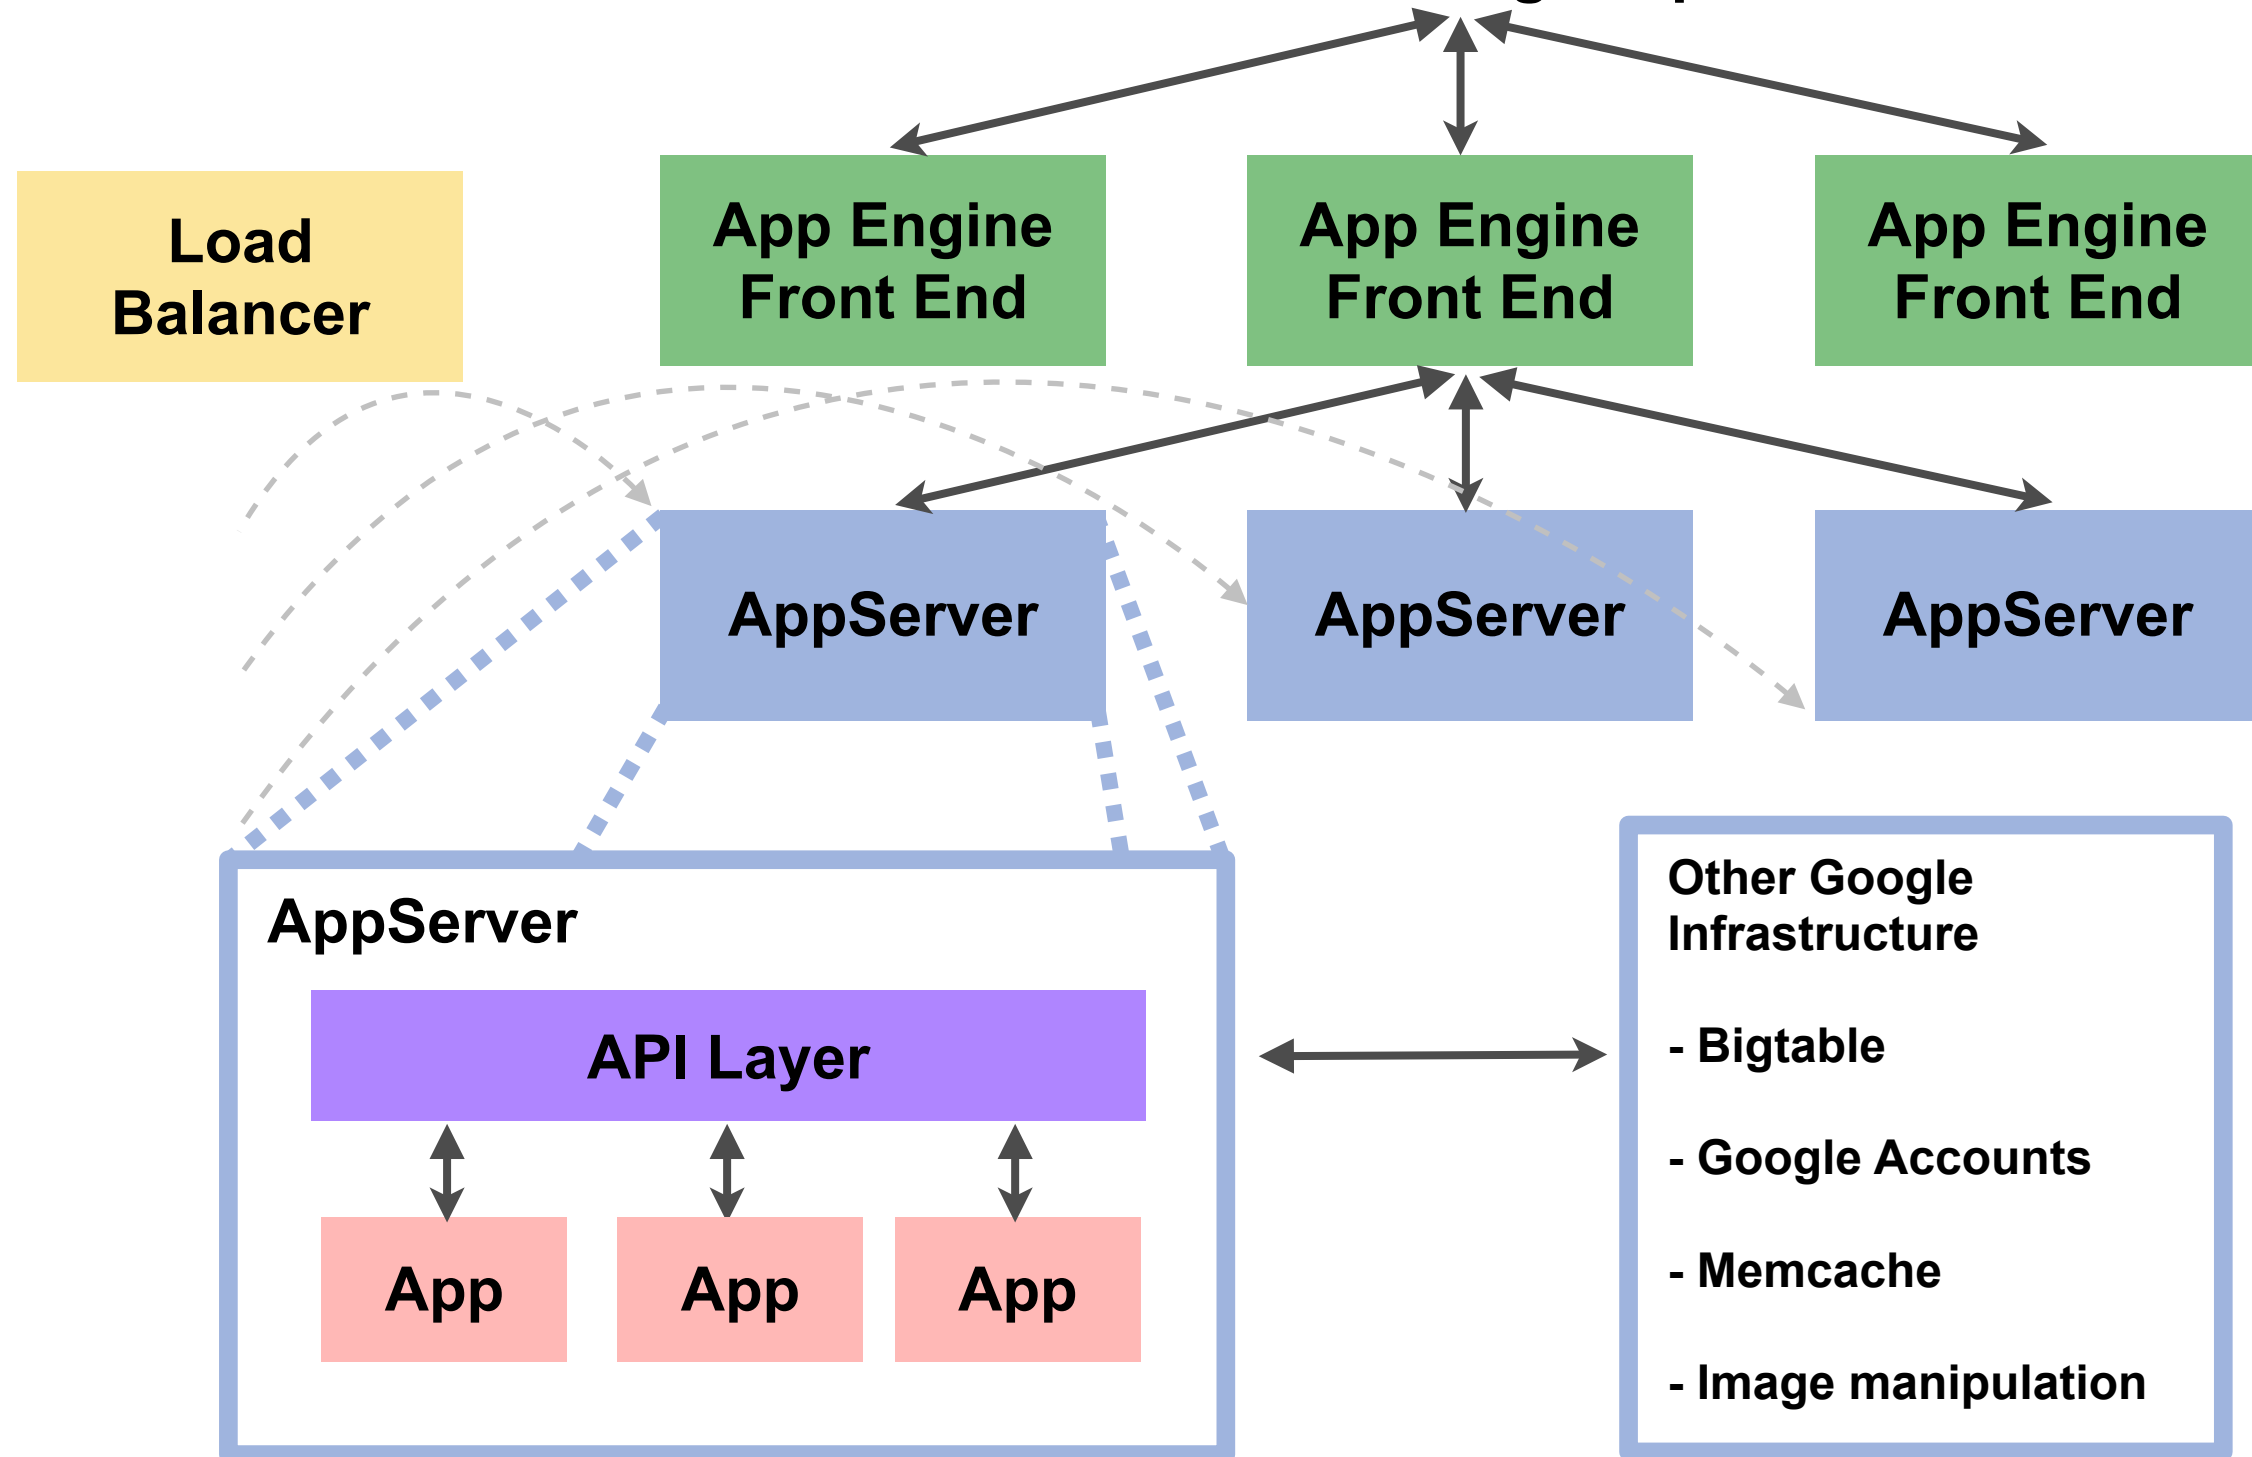 Load
Balancer
App Engine
Front End
App Engine
Front End
App Engine
Front End
AppServer
AppServer
AppServer
AppServer
API Layer
App
App
App
Other Google
Infrastructure
- Bigtable
- Google Accounts
- Memcache
- Image manipulation